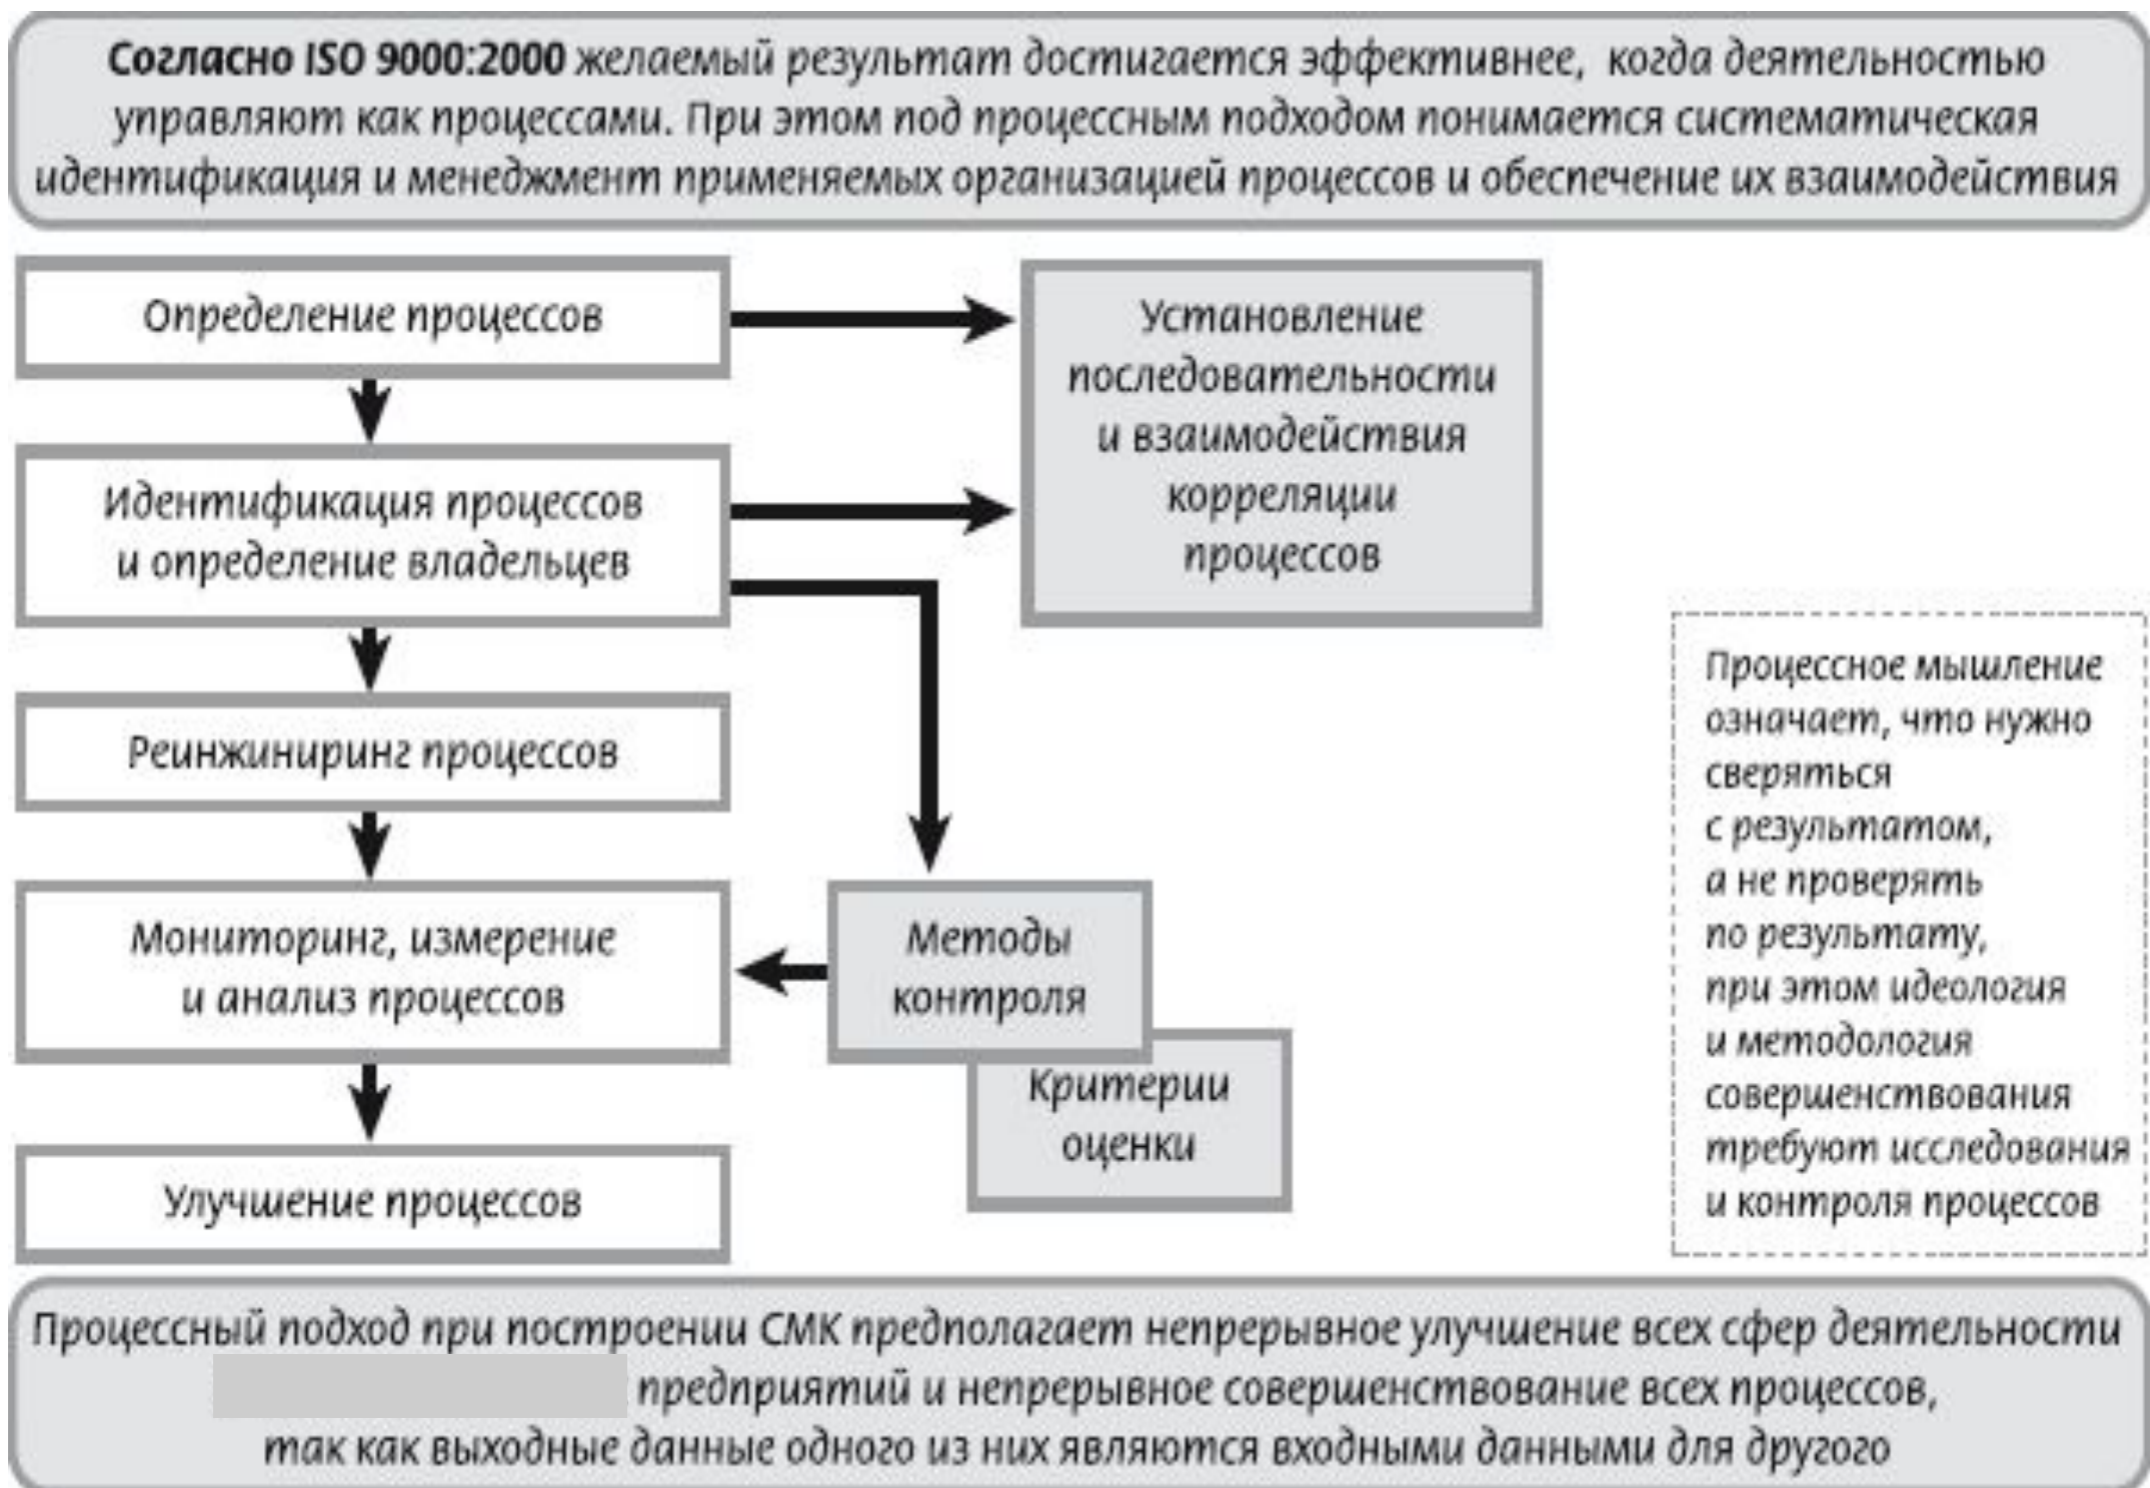 Согласно ISO 9000:2000 желаемый результат достигается эффективнее, когда деятельностью
управляют как процессами. При этом под процессным подходом понимается систематическая
идентификация и менеджмент применяемых организацией процессов и обеспечение их взаимодействия
Определение процессов
Установление
последовательности
и взаимодействия
корреляции
процессов
Идентификация процессов
и определение владельцев
Реинжиниринг процессов
Мониторинг, измерение
и анализ процессов
Методы
контроля
Критерии
оценки
Улучшение процессов
Процессное мышление
означает, что нужно
сверяться
с результатом,
а не проверять
по результату,
при этом идеология
и методология
совершенствования
требуют исследования
и контроля процессов
Процессный подход при построении СМК предполагает непрерывное улучшение всех сфер деятельности
предприятий и непрерывное совершенствование всех процессов,
так как выходные данные одного из них являются входными данными для другого